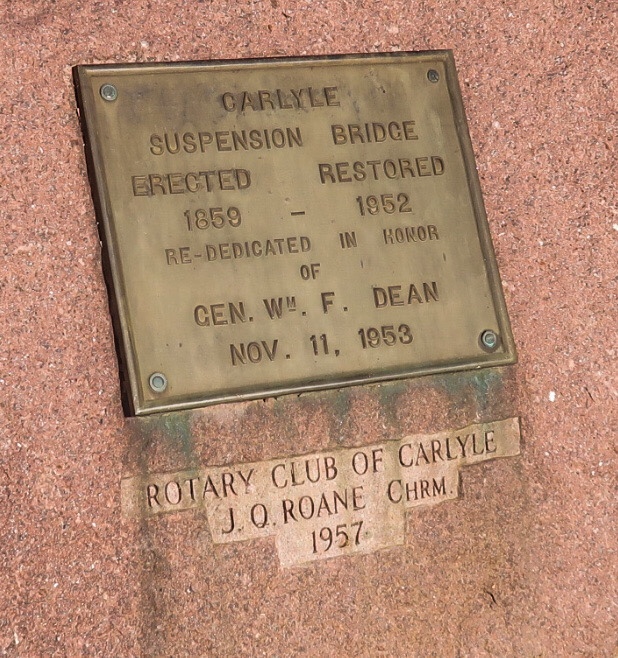 CARLYLE
SUSPENSION BRIDGE
ERECTED RESTORED
1859 - 1952
RE-DEDICATED IN HONOR
OF
GEN. WM. F. DEAN
NOV. 11, 1953
ROTARY CLUB OF CARLYLE
J. Q. ROANE CHRM.
1957